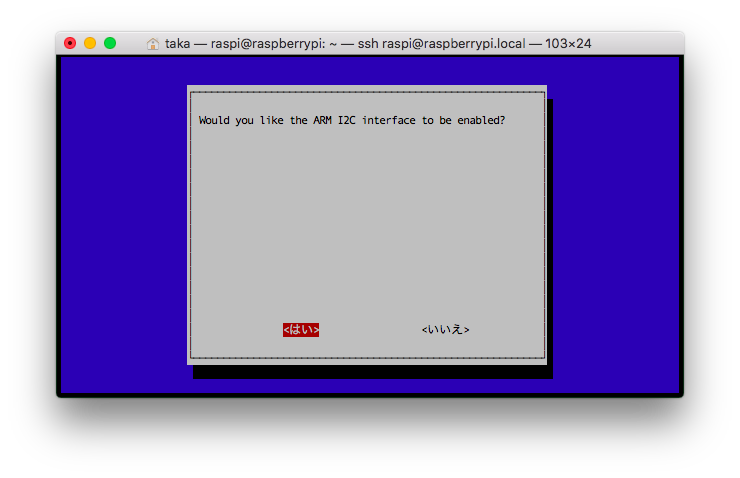 taka — raspi@raspberrypi: ~ — ssh raspi@raspberrypi.local — 103×24
Would you like the ARM I2C interface to be enabled?
<はい> <いいえ>